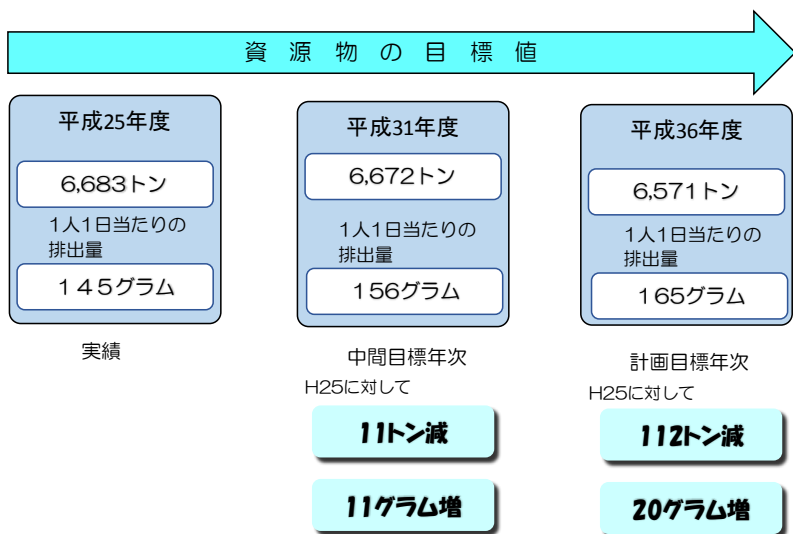 資源物の目標値
平成25年度
6,683トン
1人1日当たりの
排出量
１４５グラム
実績
平成31年度
6,672トン
1人1日当たりの
排出量
156グラム
中間目標年次
H25に対して
11トン減
11グラム増
平成36年度
6,571トン
1人1日当たりの
排出量
165グラム
計画目標年次
H25に対して
112トン減
20グラム増